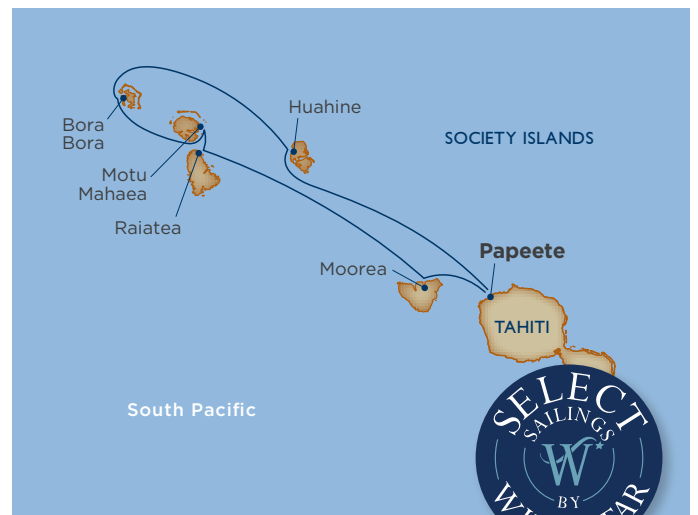 Huahine
SOCIETY ISLANDS
Bora
Bora
Motu
Mahaea
Raiatea
Papeete
Moorea
TAHITI
South Pacific
SELECT
SAILINGS
W
BY